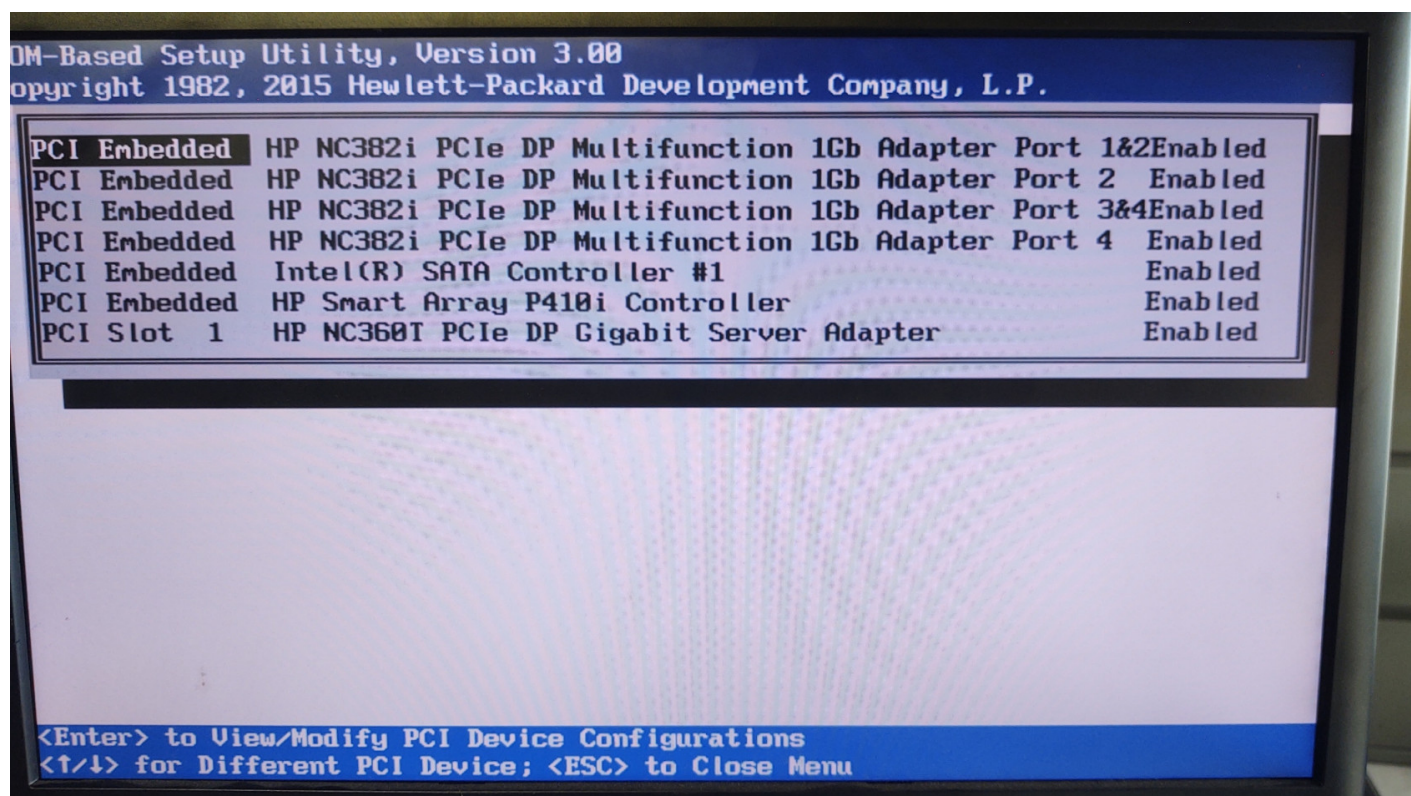 OM-Based Setup Utility, Version 3.00
opyright 1982, 2015 Hewlett-Packard Development Company, L.P.
PCI Embedded HP NC382i PCIe DP Multifunction 1Gb Adapter Port 1&2Enabled
PCI Embedded HP NC382i PCIe DP Multifunction 1Gb Adapter Port 2 Enabled
PCI Embedded HP NC382i PCIe DP Multifunction 1Gb Adapter Port 3&4Enabled
PCI Embedded HP NC382i PCIe DP Multifunction 1Gb Adapter Port 4 Enabled
PCI Embedded Intel(R) SATA Controller #1 Enabled
PCI Embedded HP Smart Array P410i Controller Enabled
PCI Slot 1 HP NC360T PCIe DP Gigabit Server Adapter Enabled
<Enter> to View/Modify PCI Device Configurations
<↑/↓> for Different PCI Device; <ESC> to Close Menu